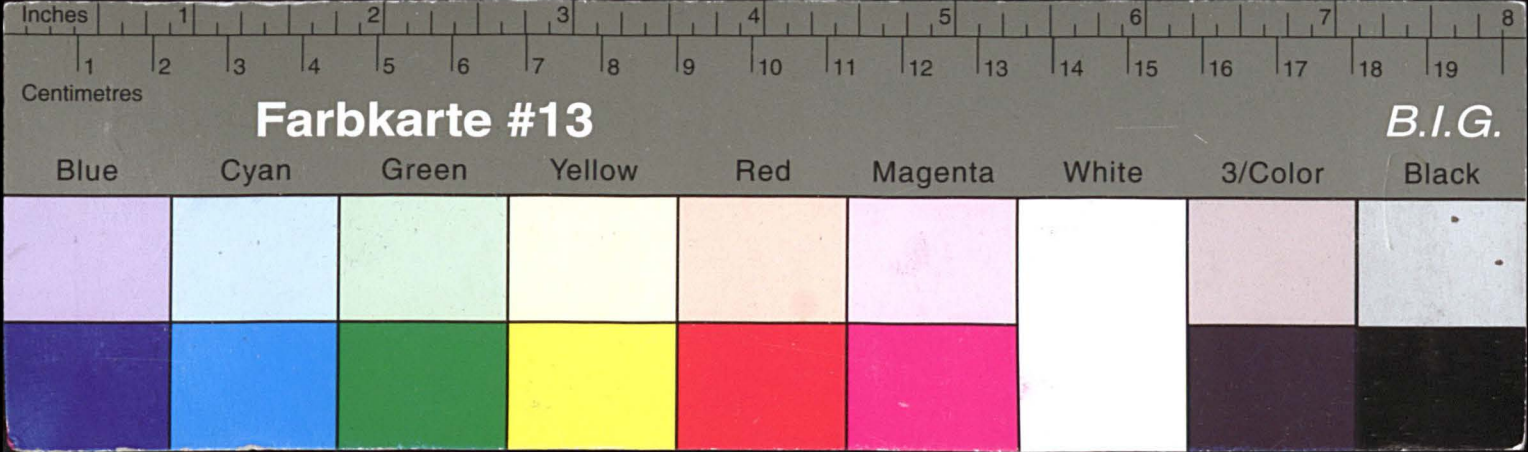 Inches 1 2 3 4 5 6 7 8
1 2 3 4 5 6 7 8 9 10 11 12 13 14 15 16 17 18 19
Centimetres
Farbkarte #13 B.I.G.
Blue Cyan Green Yellow Red Magenta White 3/Color Black